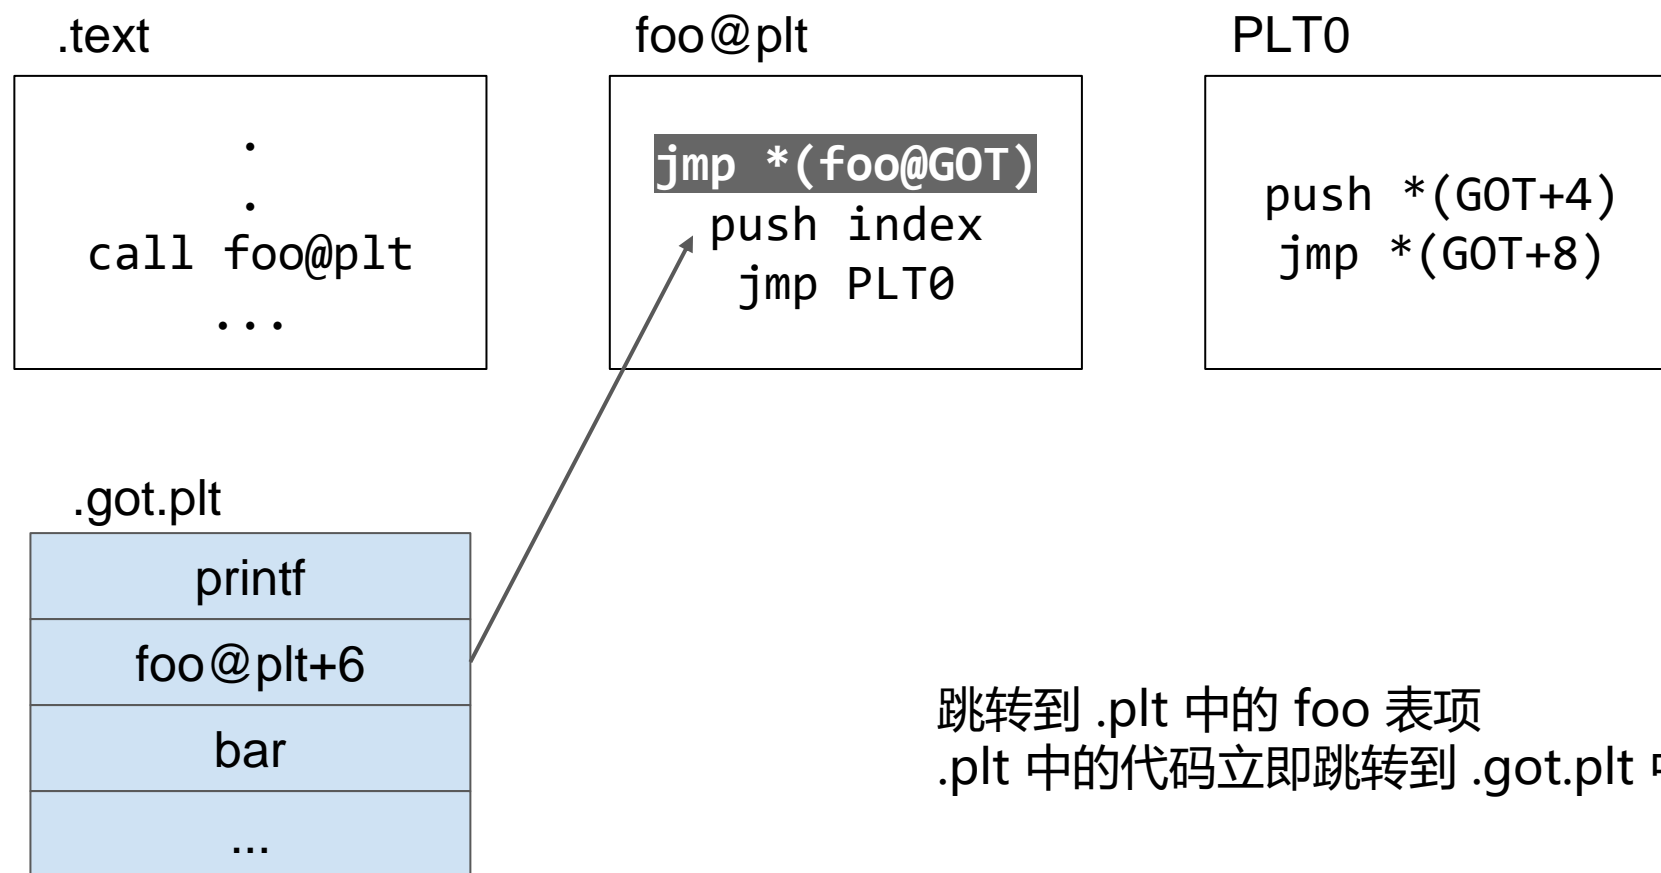 .text
.
.
call foo@plt
...
foo@plt
jmp *(foo@GOT)
push index
jmp PLT0
PLT0
push *(GOT+4)
jmp *(GOT+8)
.got.plt
printf
foo@plt+6
bar
...
跳转到 .plt 中的 foo 表项
.plt 中的代码立即跳转到 .got.plt